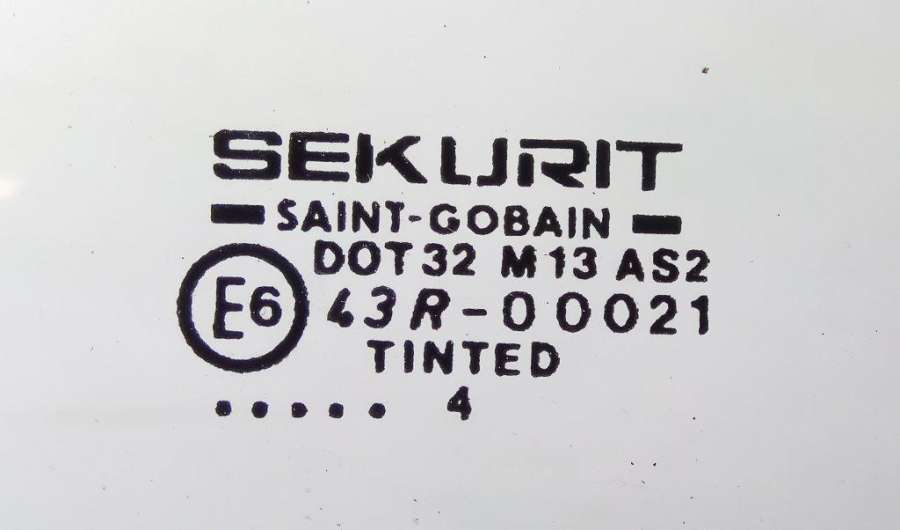 SEKURIT
SAINT-GOBAIN
DOT 32 M 13 AS2
E6 43R-00021
TINTED
..... 4